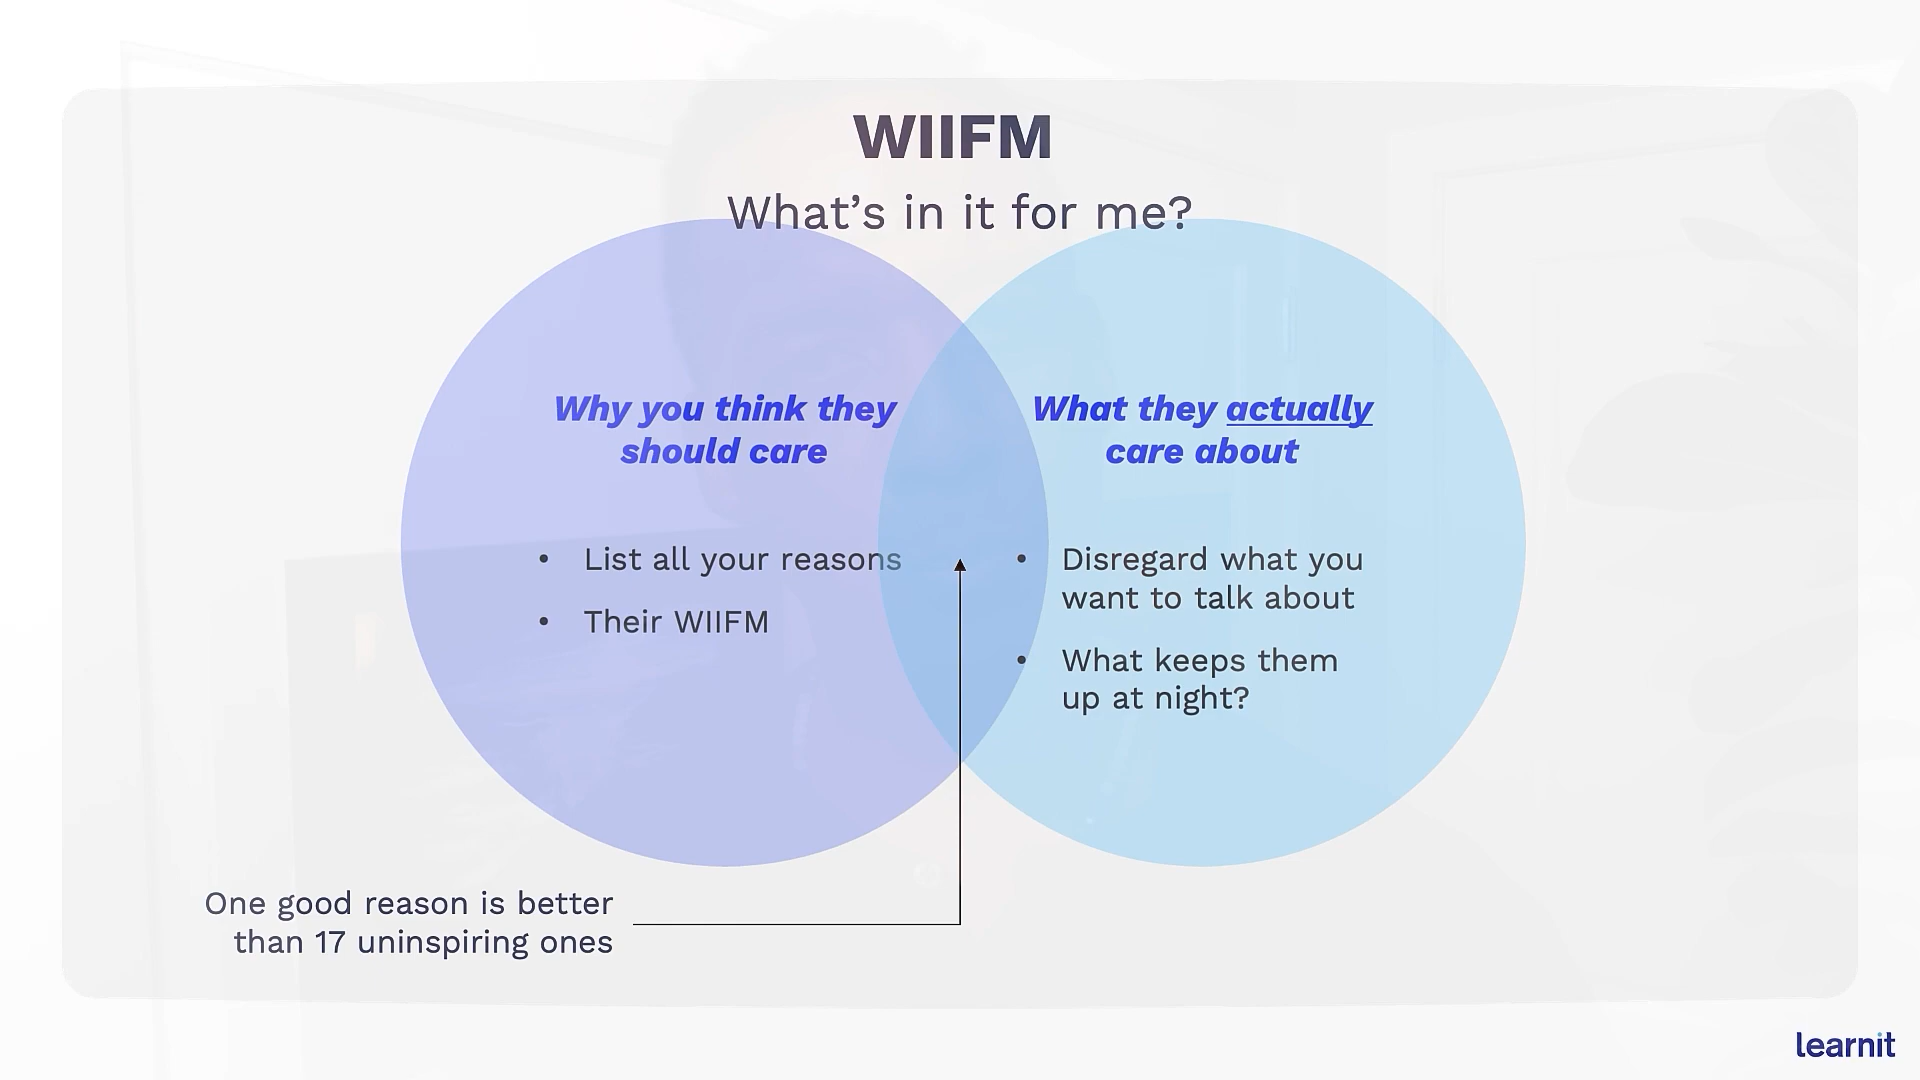 WIIFM
What’s in it for me?
Why you think they
should care
• List all your reasons
• Their WIIFM
What they actually
care about
• Disregard what you
want to talk about
• What keeps them
up at night?
One good reason is better
than 17 uninspiring ones
learnit